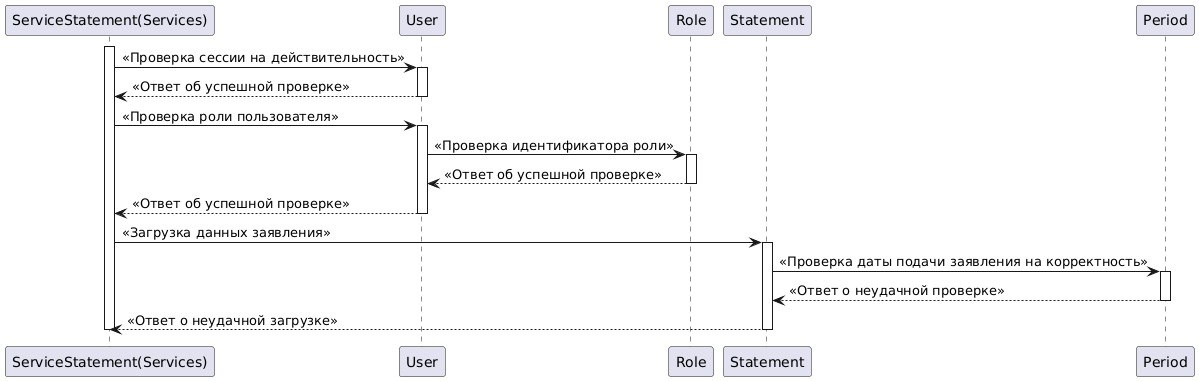 ServiceStatement(Services)
User
Role
Statement
Period
«Проверка сессии на действительность»
«Ответ об успешной проверке»
«Проверка роли пользователя»
«Проверка идентификатора роли»
«Ответ об успешной проверке»
«Ответ об успешной проверке»
«Загрузка данных заявления»
«Проверка даты подачи заявления на корректность»
«Ответ о неудачной проверке»
«Ответ о неудачной загрузке»
ServiceStatement(Services)
User
Role
Statement
Period